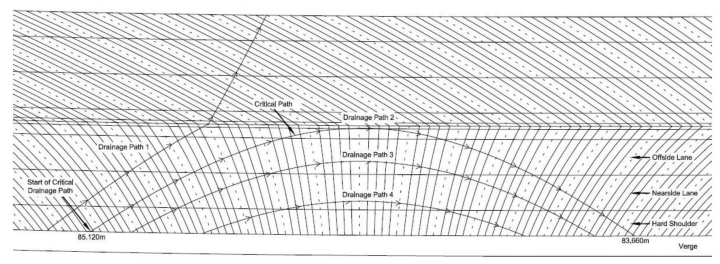 Critical Path
Drainage Path 2
Drainage Path 1
Offside Lane
Drainage Path 3
Start of Critical
Drainage Path
Nearside Lane
Drainage Path 4
Hard Shoulder
85.120m
83,660m
Verge